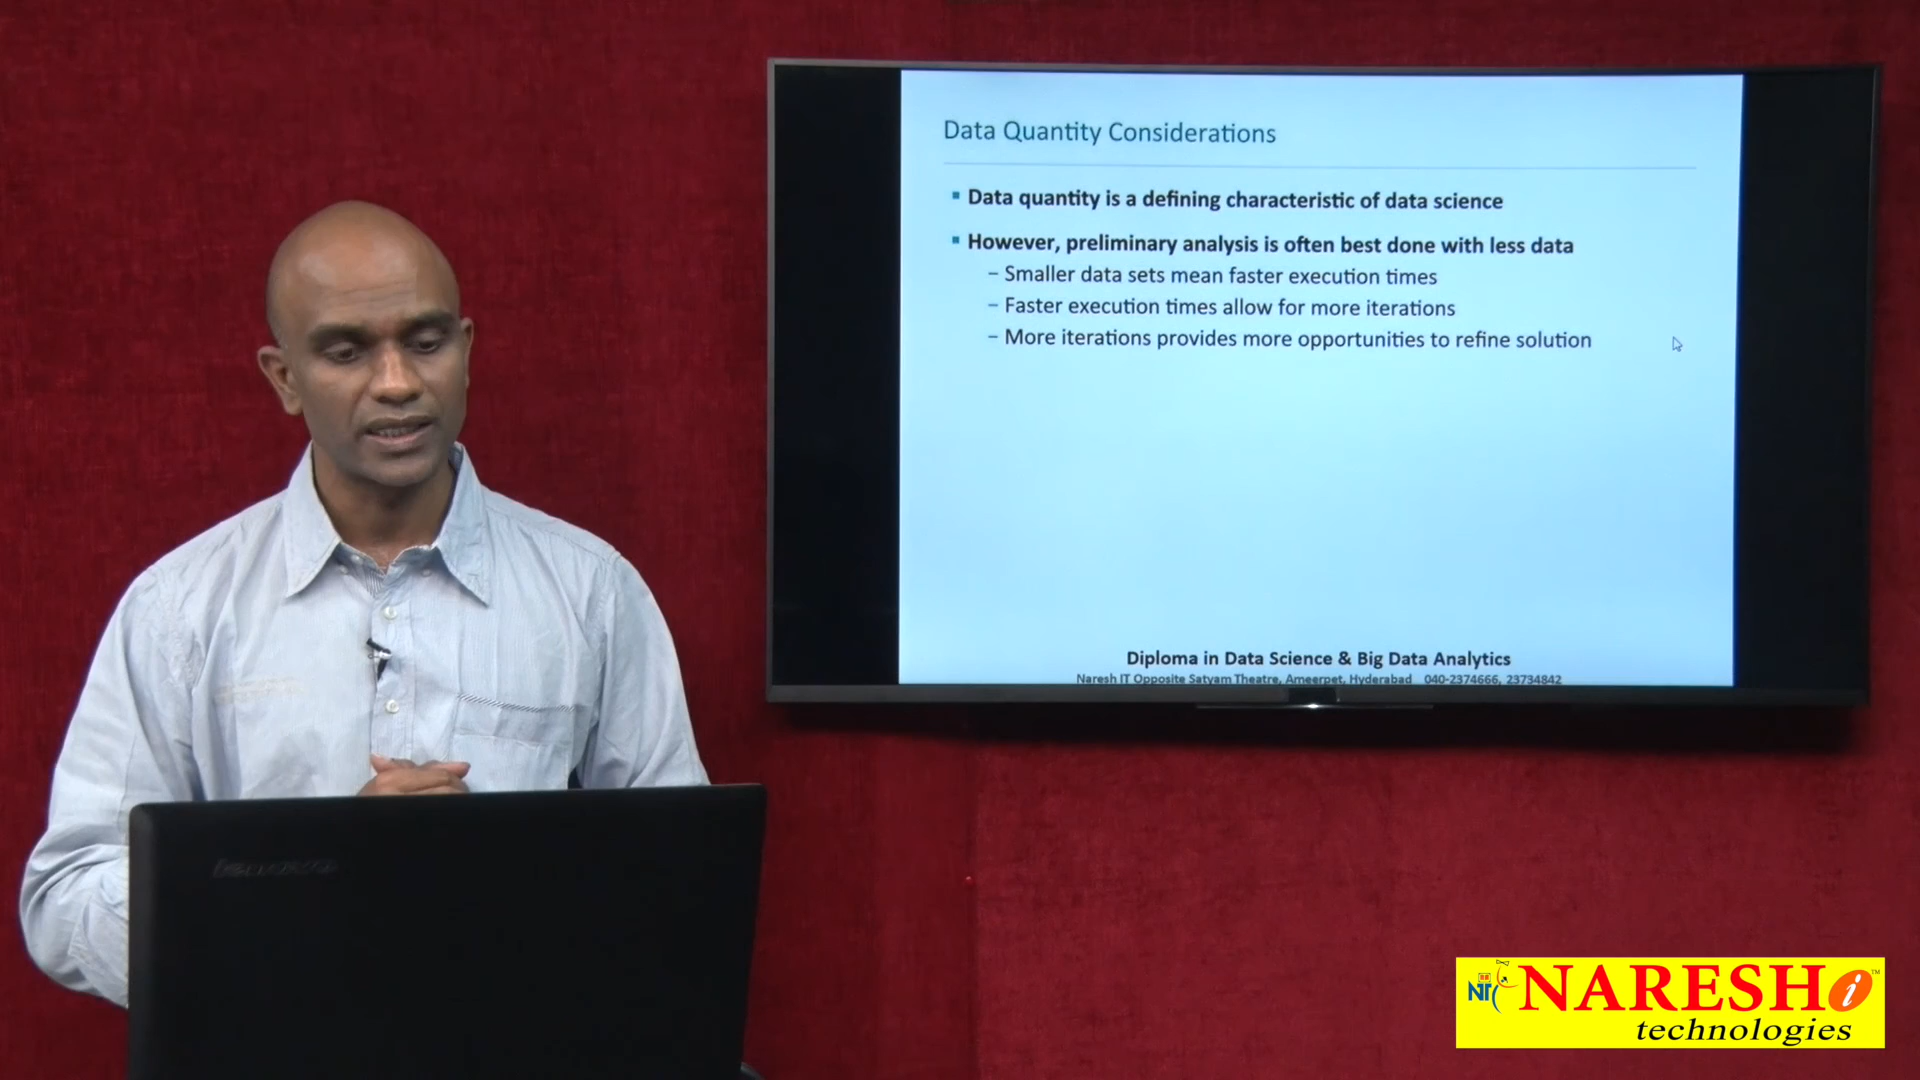 Data Quantity Considerations
▪ Data quantity is a defining characteristic of data science
▪ However, preliminary analysis is often best done with less data
– Smaller data sets mean faster execution times
– Faster execution times allow for more iterations
– More iterations provides more opportunities to refine solution
Diploma in Data Science & Big Data Analytics
Naresh IT Opposite Satyam Theatre, Ameerpet, Hyderabad 040-2374666, 23734842
NARESH i ™
technologies